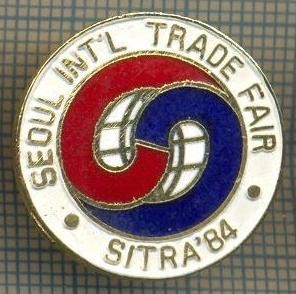 SEOUL INT'L TRADE FAIR
SITRA '84